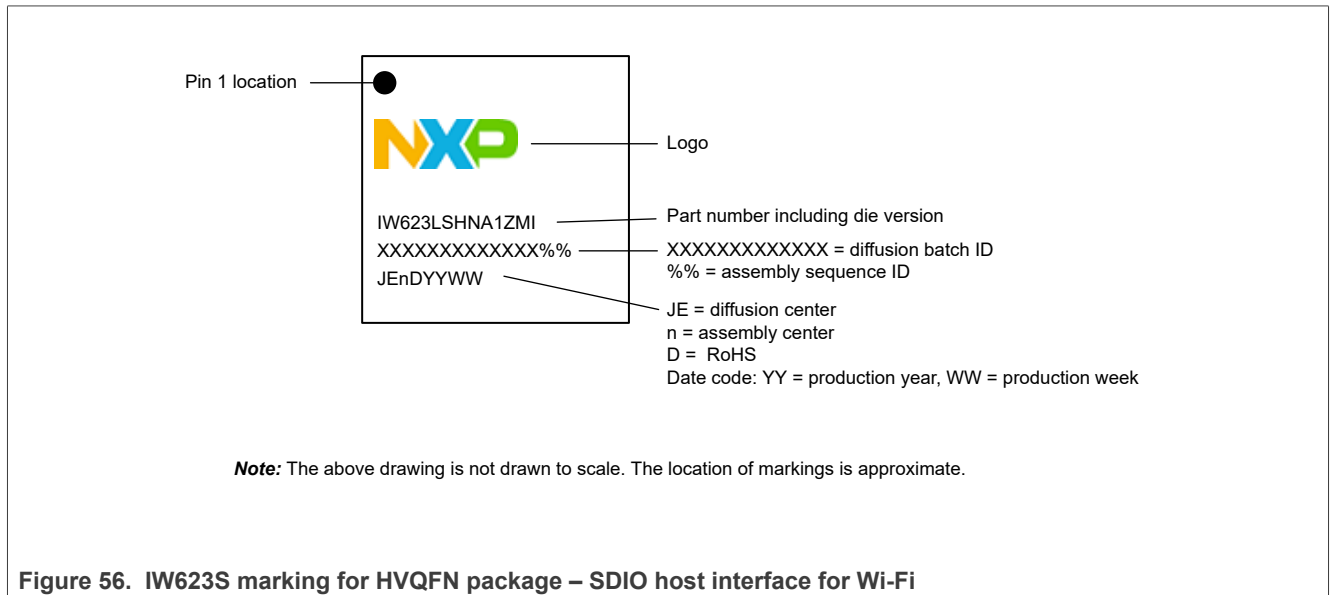 Pin 1 location
NXP
Logo
IW623LSHNA1ZMI
Part number including die version
XXXXXXXXXXXXX%%
XXXXXXXXXXXXX = diffusion batch ID
%% = assembly sequence ID
JEnDYYWW
JE = diffusion center
n = assembly center
D = RoHS
Date code: YY = production year, WW = production week
Note: The above drawing is not drawn to scale. The location of markings is approximate.
Figure 56. IW623S marking for HVQFN package – SDIO host interface for Wi-Fi